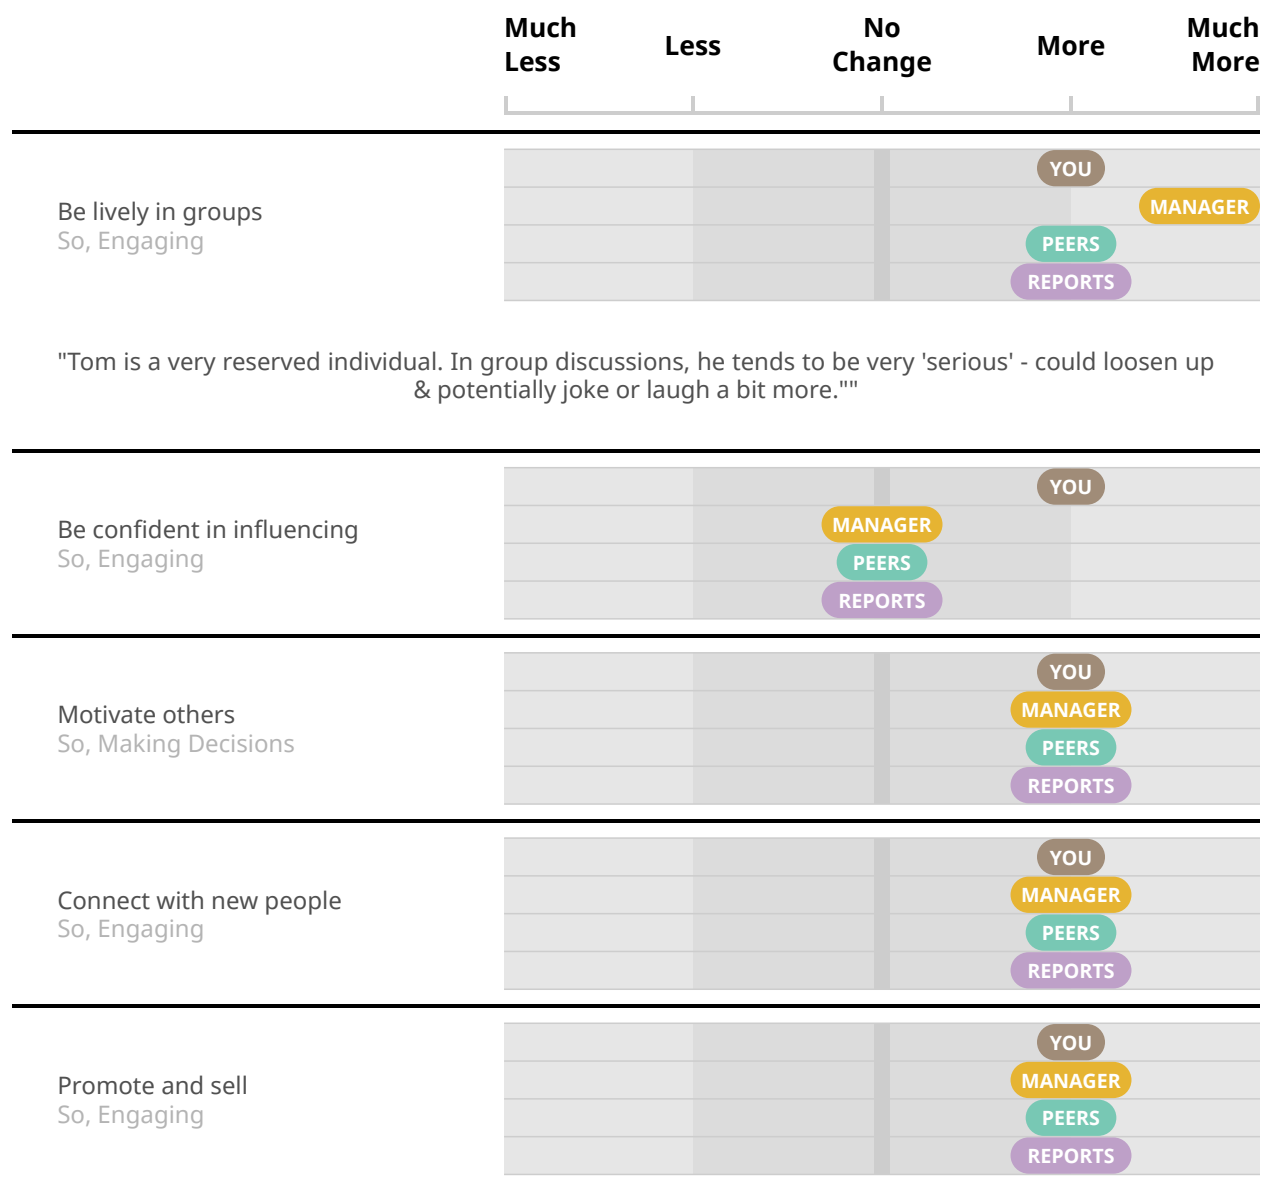 Much Less
Less
No Change
More
Much More
Be lively in groups
So, Engaging
YOU
MANAGER
PEERS
REPORTS
"Tom is a very reserved individual. In group discussions, he tends to be very 'serious' - could loosen up
& potentially joke or laugh a bit more.""
Be confident in influencing
So, Engaging
YOU
MANAGER
PEERS
REPORTS
Motivate others
So, Making Decisions
YOU
MANAGER
PEERS
REPORTS
Connect with new people
So, Engaging
YOU
MANAGER
PEERS
REPORTS
Promote and sell
So, Engaging
YOU
MANAGER
PEERS
REPORTS